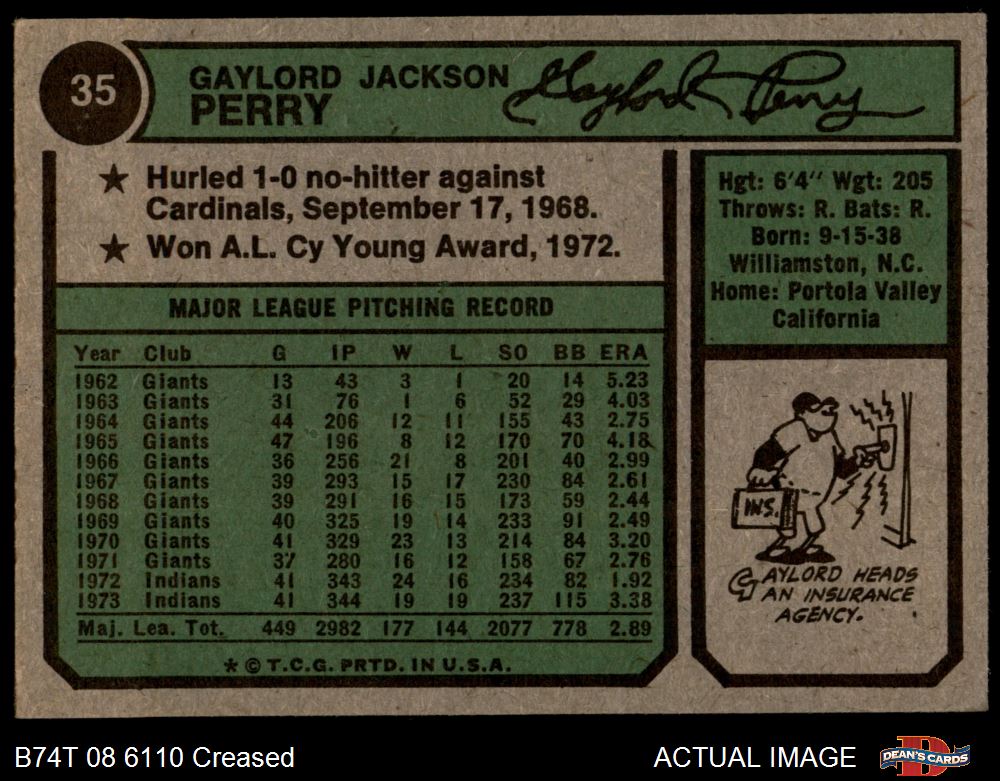 35
GAYLORD JACKSON
PERRY
Gaylord Perry
★ Hurled 1-0 no-hitter against
Cardinals, September 17, 1968.
★ Won A.L. Cy Young Award, 1972.
MAJOR LEAGUE PITCHING RECORD
Year Club G IP W L SO BB ERA
1962 Giants 13 43 3 1 20 14 5.23
1963 Giants 31 76 1 6 52 29 4.03
1964 Giants 44 206 12 11 155 43 2.75
1965 Giants 47 196 8 12 170 70 4.18
1966 Giants 36 256 21 8 201 40 2.99
1967 Giants 39 293 15 17 230 84 2.61
1968 Giants 39 291 16 15 173 59 2.44
1969 Giants 40 325 19 14 233 91 2.49
1970 Giants 41 329 23 13 214 84 3.20
1971 Giants 37 280 16 12 158 67 2.76
1972 Indians 41 343 24 16 234 82 1.92
1973 Indians 41 344 19 19 237 115 3.38
Maj. Lea. Tot. 449 2982 177 144 2077 778 2.89
★ © T.C.G. PRTD. IN U.S.A.
Hgt: 6'4" Wgt: 205
Throws: R. Bats: R.
Born: 9-15-38
Williamston, N.C.
Home: Portola Valley
California
INS.
GAYLORD HEADS
AN INSURANCE
AGENCY.
B74T 08 6110 Creased
ACTUAL IMAGE
D
DEAN'S CARDS